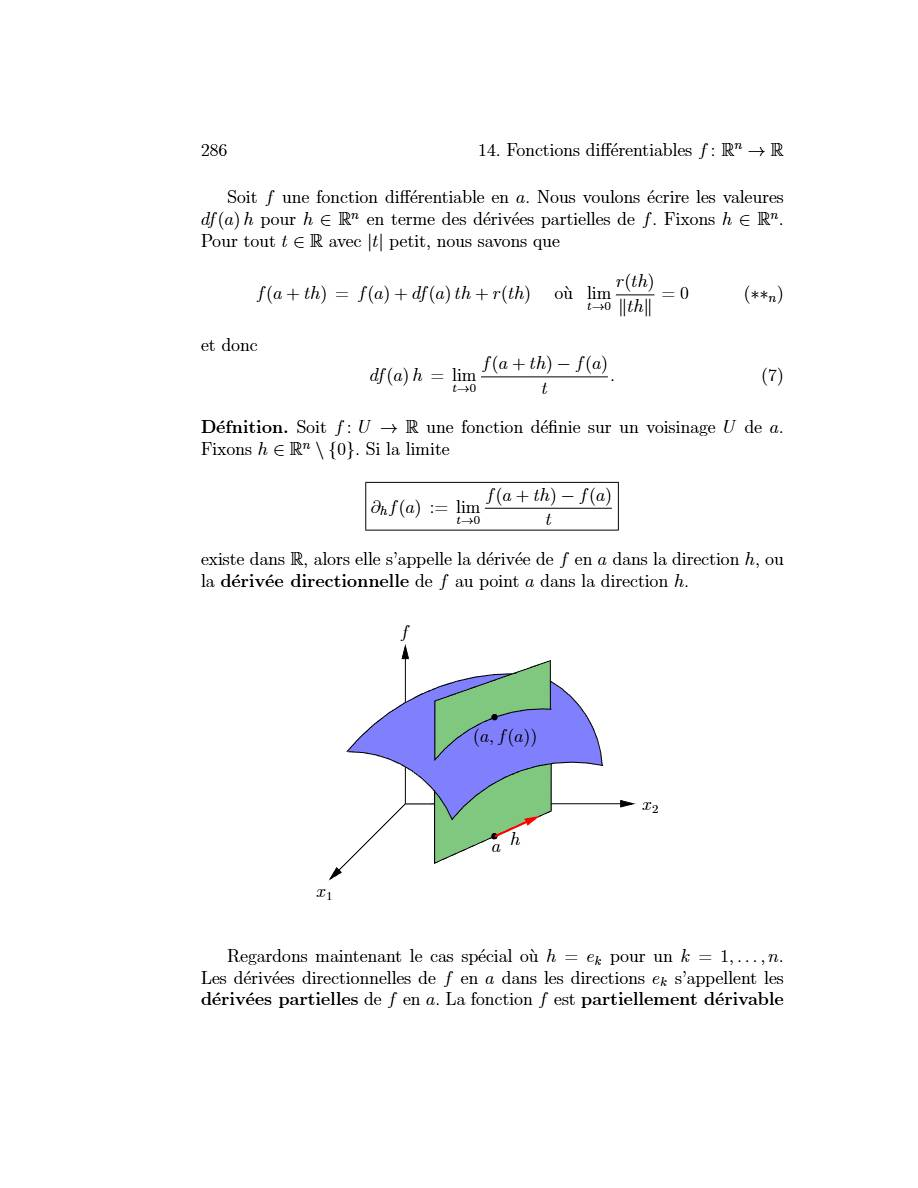 286 14. Fonctions différentiables f : ℝⁿ → ℝ
Soit f une fonction différentiable en a. Nous voulons écrire les valeures
df(a) h pour h ∈ ℝⁿ en terme des dérivées partielles de f. Fixons h ∈ ℝⁿ.
Pour tout t ∈ ℝ avec |t| petit, nous savons que
f(a + th) = f(a) + df(a) th + r(th) où lim_{t→0} r(th)/‖th‖ = 0 (∗∗ₙ)
et donc
df(a) h = lim_{t→0} (f(a + th) − f(a))/t. (7)
Défnition. Soit f : U → ℝ une fonction définie sur un voisinage U de a.
Fixons h ∈ ℝⁿ \ {0}. Si la limite
∂ₕf(a) := lim_{t→0} (f(a + th) − f(a))/t
existe dans ℝ, alors elle s'appelle la dérivée de f en a dans la direction h, ou
la dérivée directionnelle de f au point a dans la direction h.
f
(a, f(a))
x₂
h
a
x₁
Regardons maintenant le cas spécial où h = eₖ pour un k = 1, . . . , n.
Les dérivées directionnelles de f en a dans les directions eₖ s'appellent les
dérivées partielles de f en a. La fonction f est partiellement dérivable